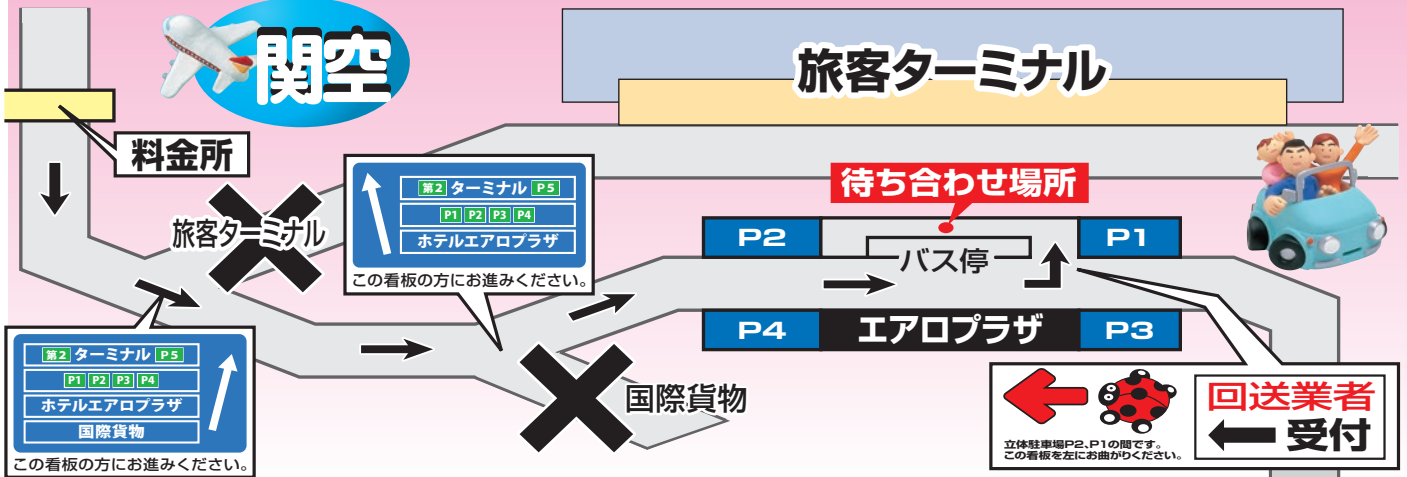 関空
旅客ターミナル
料金所
旅客ターミナル
第2 ターミナル P5
P1 P2 P3 P4
ホテルエアロプラザ
この看板の方にお進みください。
待ち合わせ場所
P2
P1
バス停
P4
エアロプラザ
P3
第2 ターミナル P5
P1 P2 P3 P4
ホテルエアロプラザ
国際貨物
この看板の方にお進みください。
国際貨物
立体駐車場P2、P1の間です。
この看板を左にお曲がりください。
回送業者
受付